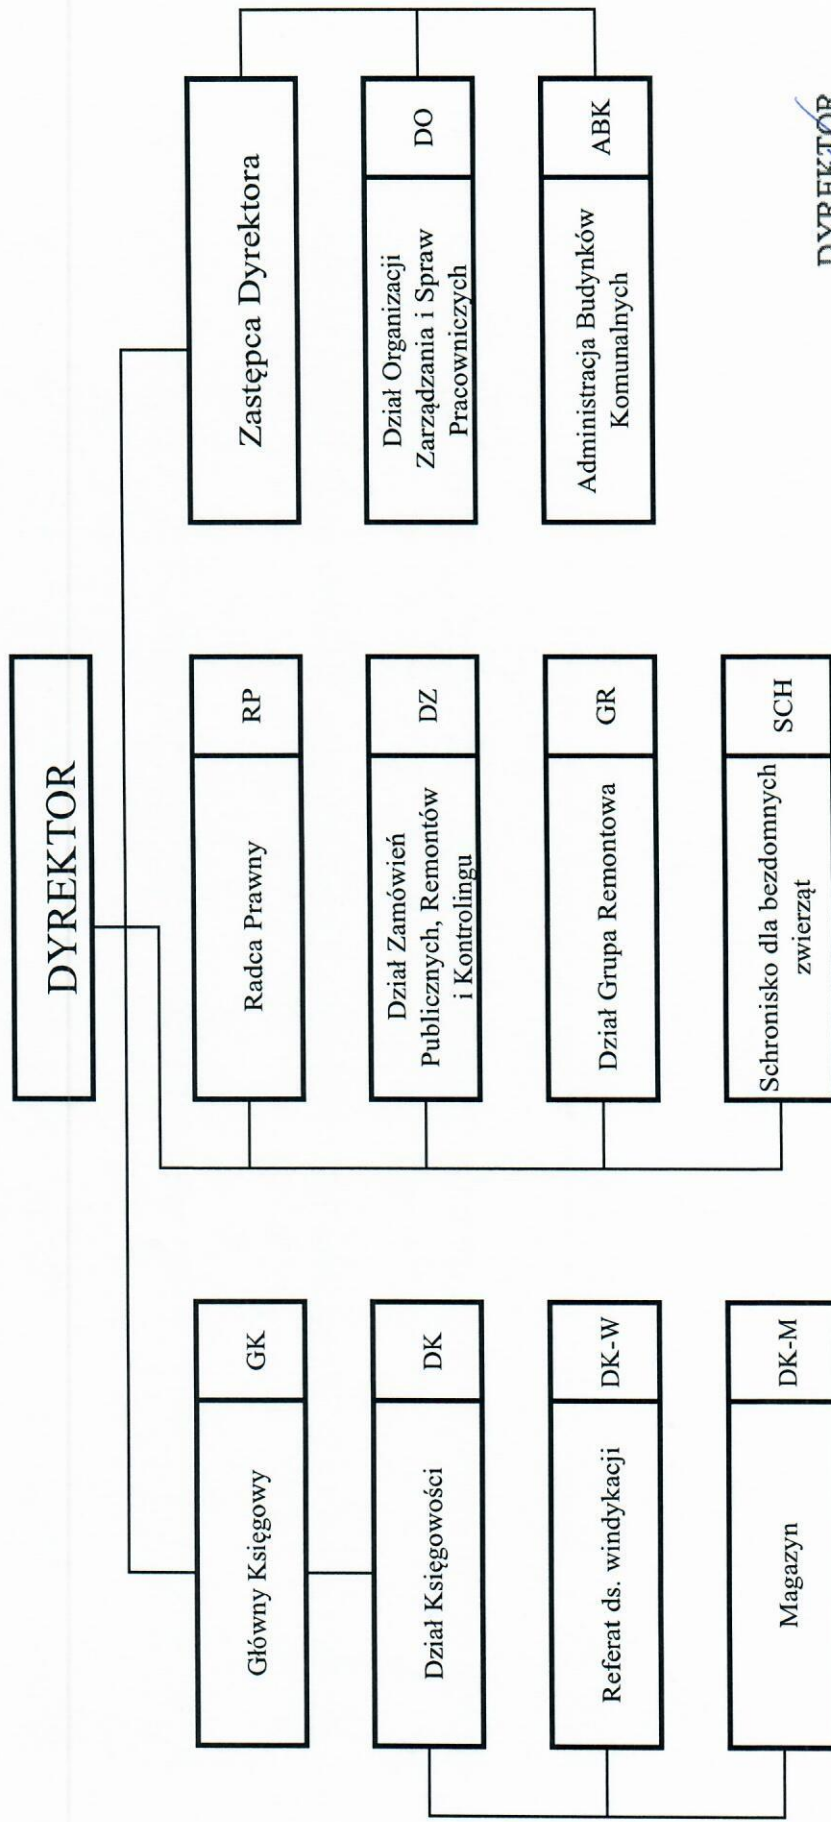 DYREKTOR
Główny Księgowy
GK
Radca Prawny
RP
Zastępca Dyrektora
Dział Księgowości
DK
Dział Zamówień
Publicznych, Remontów
i Kontrolingu
DZ
Dział Organizacji
Zarządzania i Spraw
Pracowniczych
DO
Referat ds. windykacji
DK-W
Dział Grupa Remontowa
GR
Administracja Budynków
Komunalnych
ABK
Magazyn
DK-M
Schronisko dla bezdomnych
zwierząt
SCH
DYREKTOR